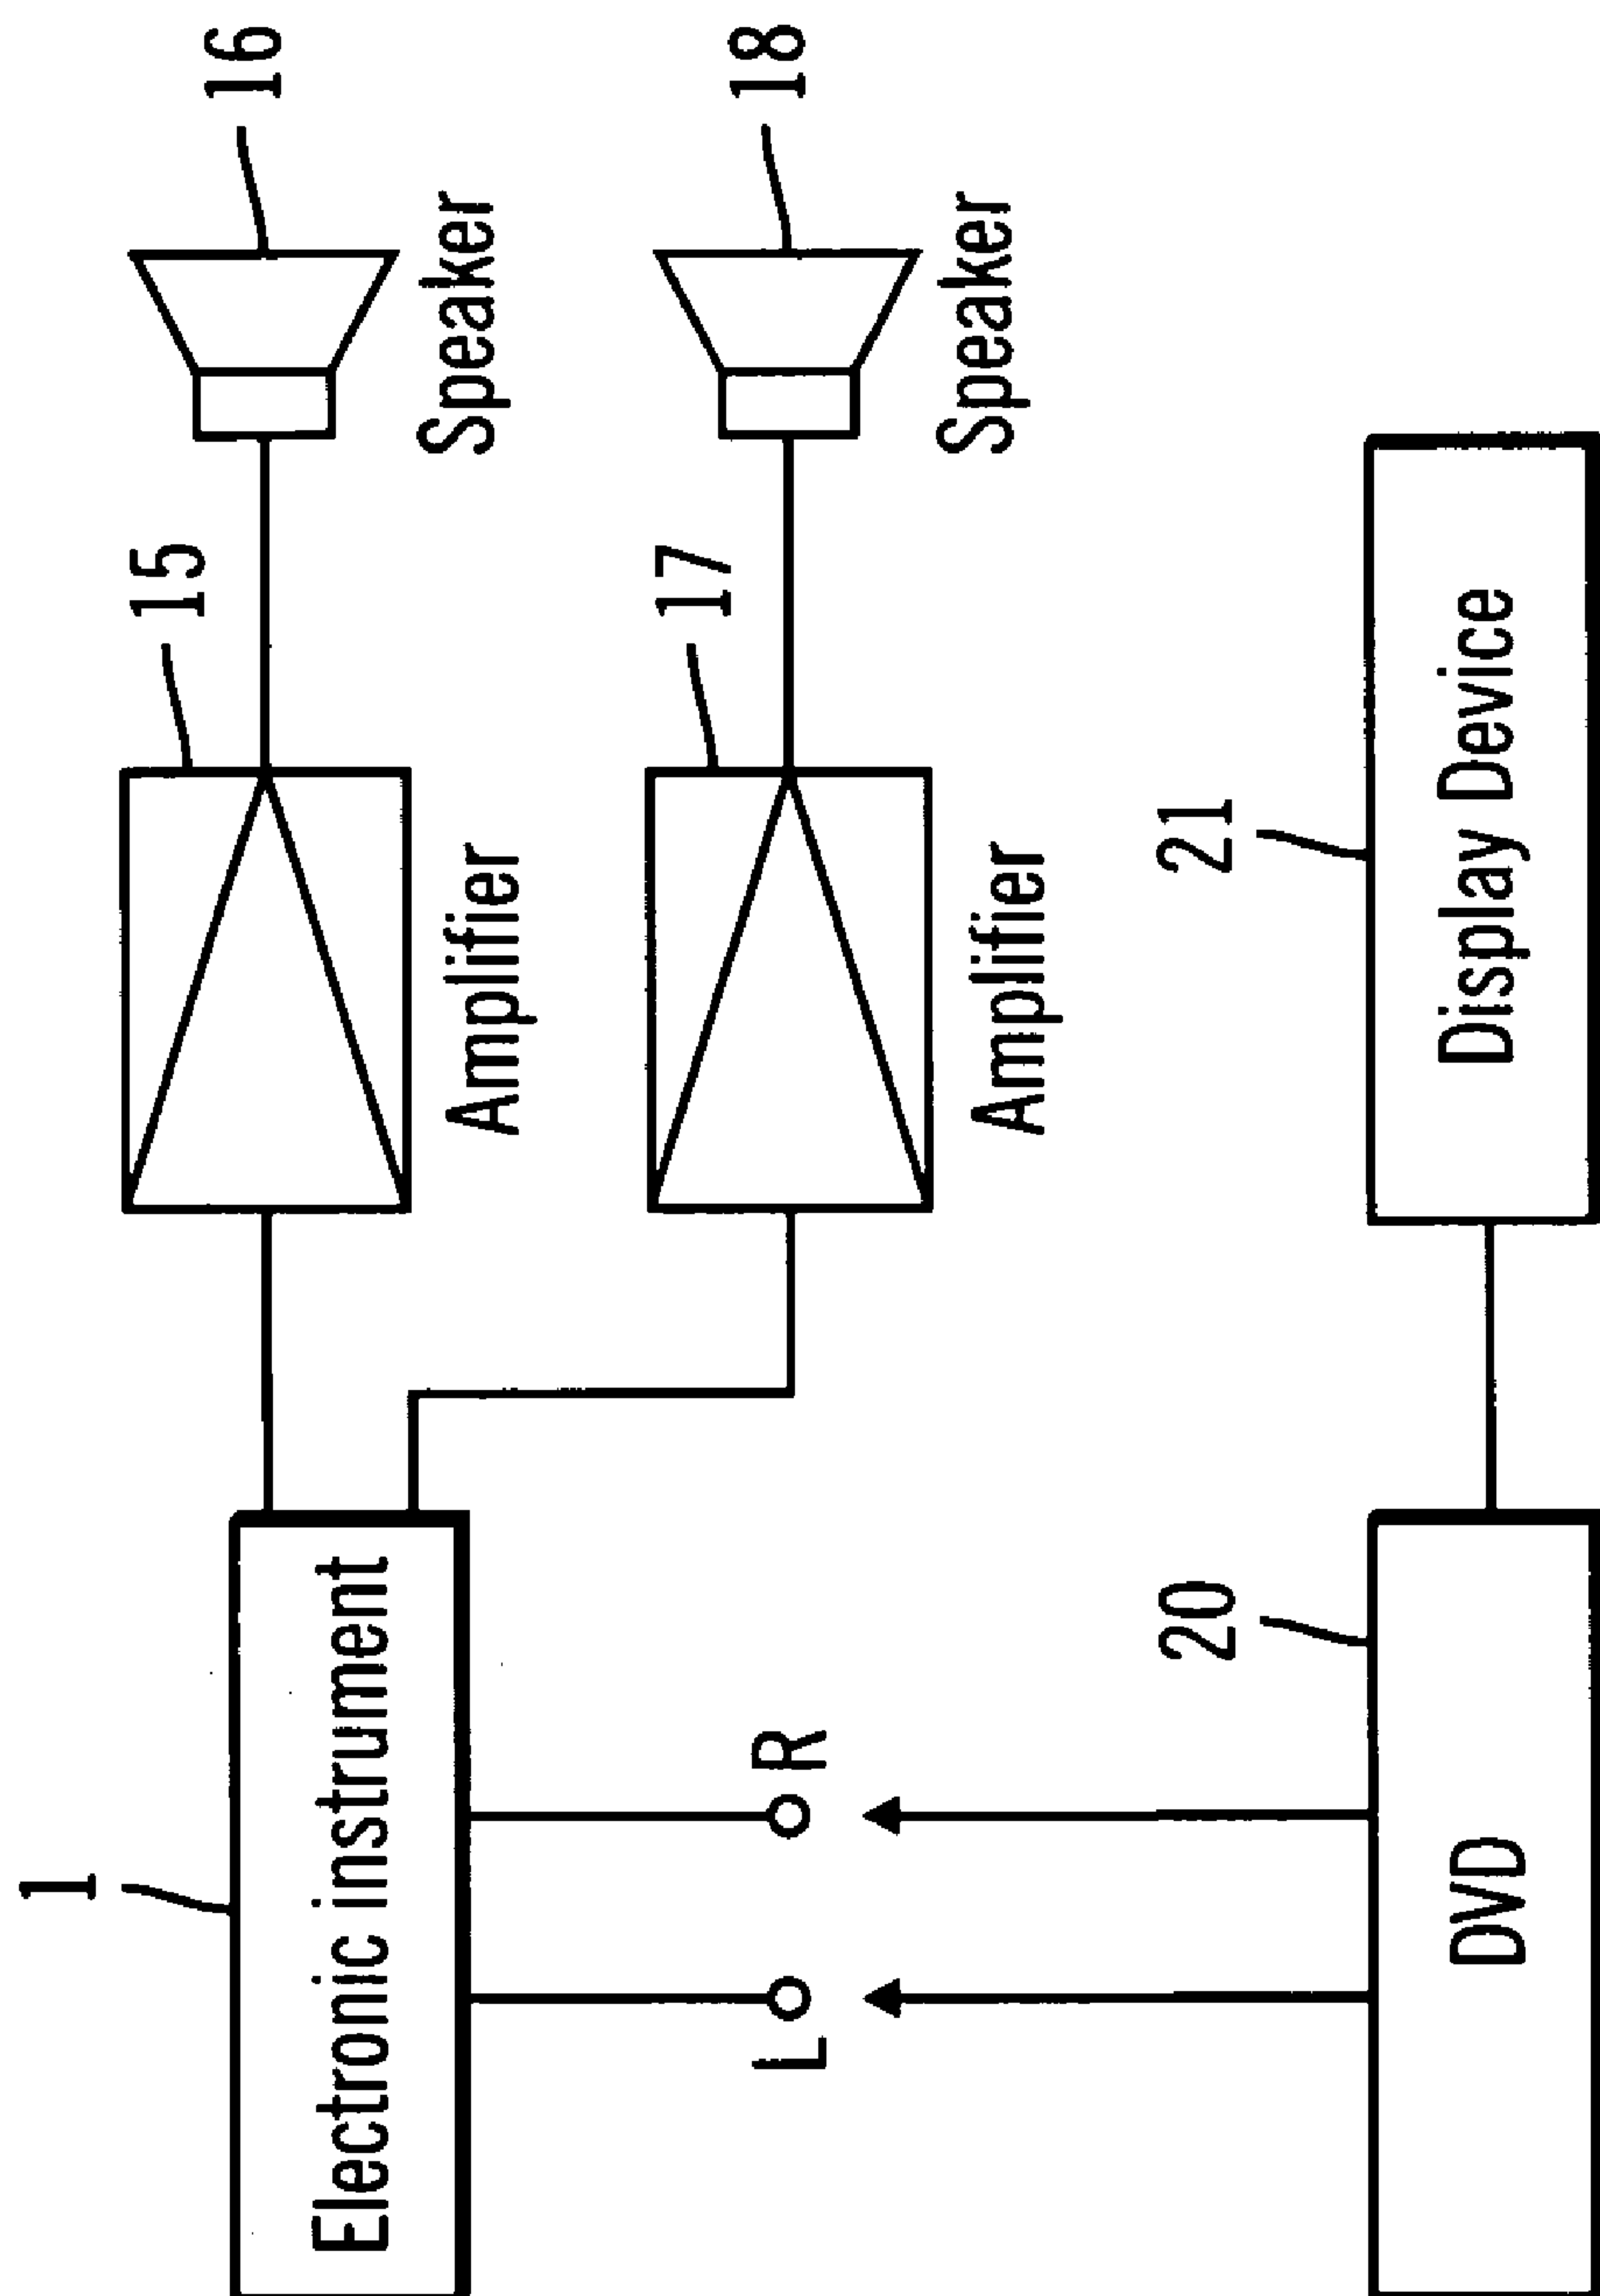 1
Electronic instrument
15
Amplifier
16
Speaker
17
Amplifier
18
Speaker
L
R
20
DVD
21
Display Device